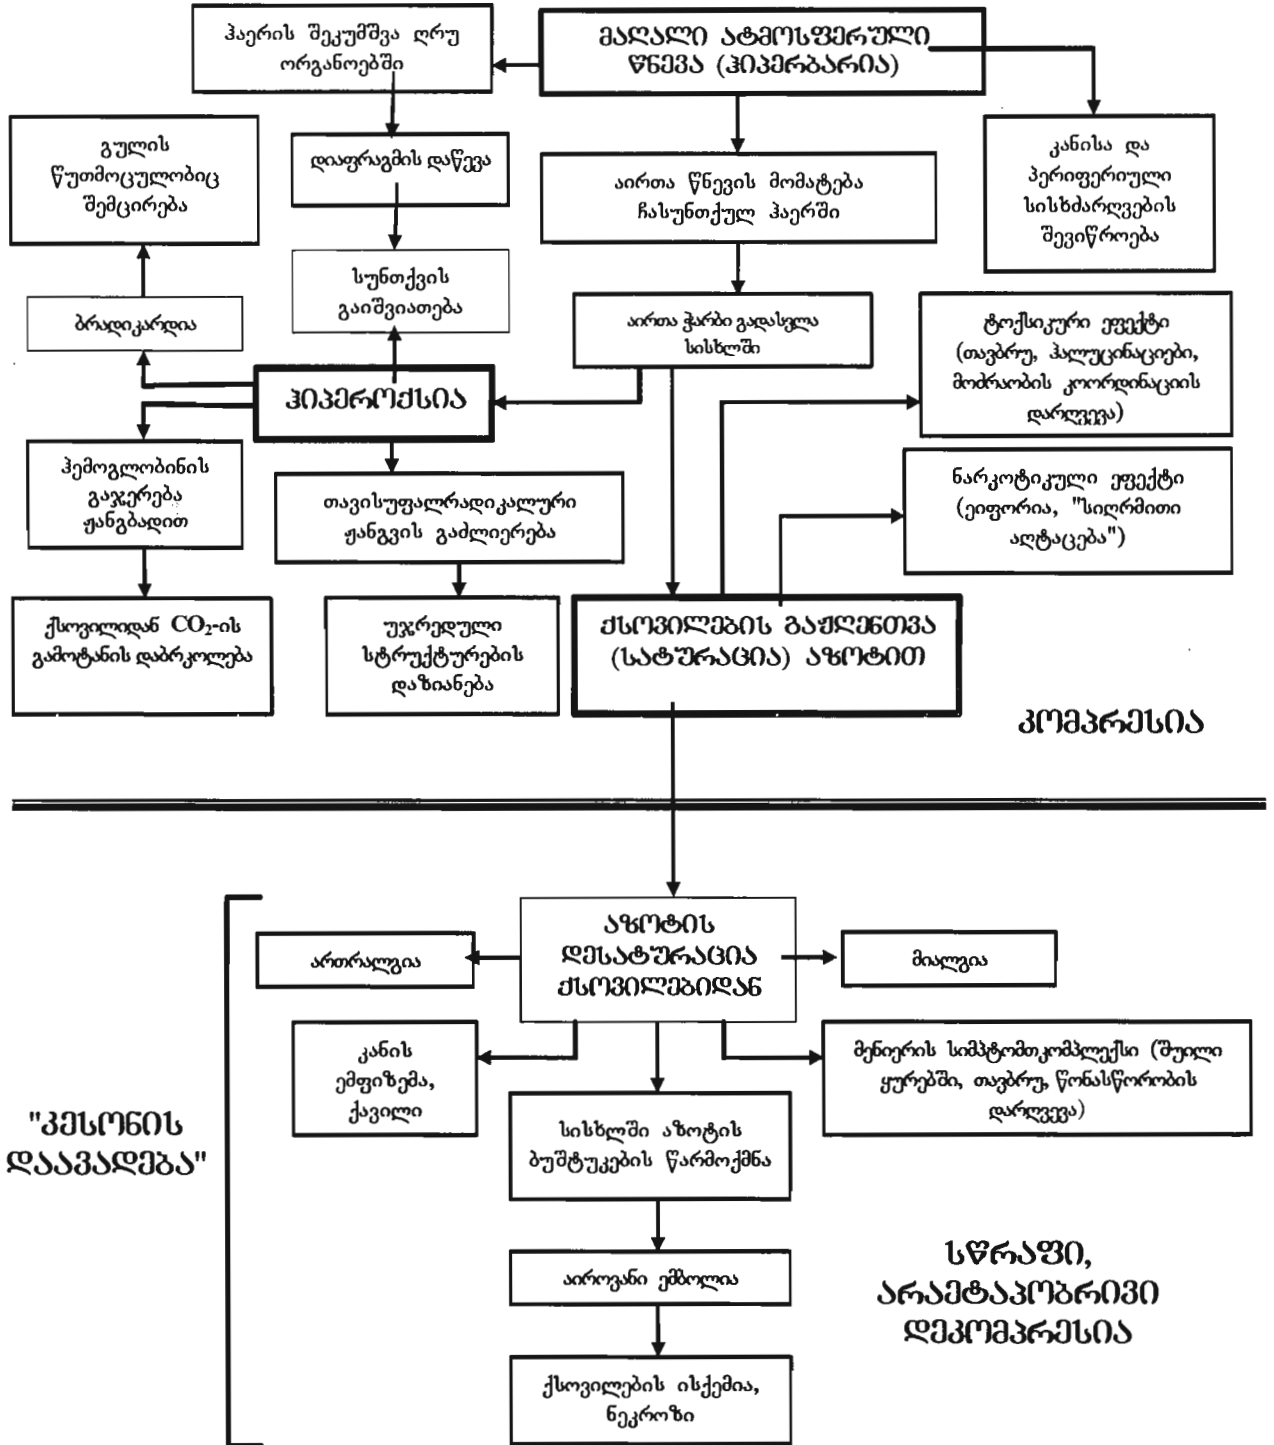 ჰაერის შეკუმშვა ღრუ
ორგანოებში
მაღალი ატმოსფერული
წნევა (ჰიპერბარია)
გულის
წუთმოცულობიც
შემცირება
დიაფრაგმის დაწევა
აირთა წნევის მომატება
ჩასუნთქულ ჰაერში
კანისა და
პერიფერიული
სისხძარღვების
შევიწროება
სუნთქვის
გაიშვიათება
ბრადიკარდია
აირთა ჭარბი გადასვლა
სისხლში
ტოქსიკური ეფექტი
(თავბრუ, ჰალუცინაციები,
მოძრაობის კოორდინაციის
დარღვევა)
ჰიპეროქსია
ჰემოგლობინის
გაჯერება
ჟანგბადით
თავისუფალრადიკალური
ჟანგვის გაძლიერება
ნარკოტიკული ეფექტი
(ეიფორია, "სიღრმითი
აღტაცება")
ქსოვილიდან CO₂-ის
გამოტანის დაბრკოლება
უჯრედული
სტრუქტურების
დაზიანება
ქსოვილების გაჟღენთვა
(სატურაცია) აზოტით
კომპრესია
აზოტის
დესატურაცია
ქსოვილებიდან
ართრალგია
მიალგია
კანის
ემფიზემა,
ქავილი
მენიერის სიმპტომთკომპლექსი (შუილი
ყურებში, თავბრუ, წონასწორობის
დარღვევა)
"კესონის
დაავადება"
სისხლში აზოტის
ბუშტუკების წარმოქმნა
აიროვანი ემბოლია
სწრაფი,
არაეტაპობრივი
დეკომპრესია
ქსოვილების ისქემია,
ნეკროზი